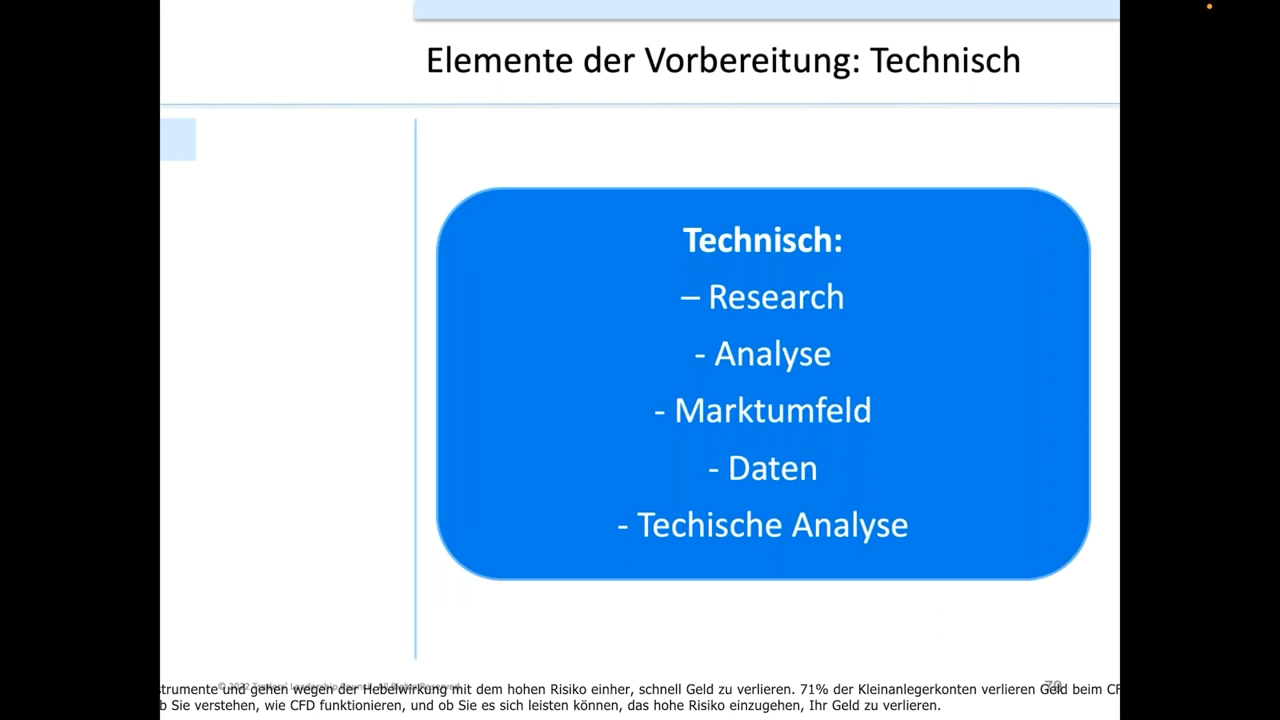 Elemente der Vorbereitung: Technisch
Technisch:
– Research
- Analyse
- Marktumfeld
- Daten
- Techische Analyse
und gehen wegen der Hebelwirkung mit dem hohen Risiko einher, schnell Geld zu verlieren. 71% der Kleinanlegerkonten verlieren Geld beim
Sie verstehen, wie CFD funktionieren, und ob Sie es sich leisten können, das hohe Risiko einzugehen, Ihr Geld zu verlieren.